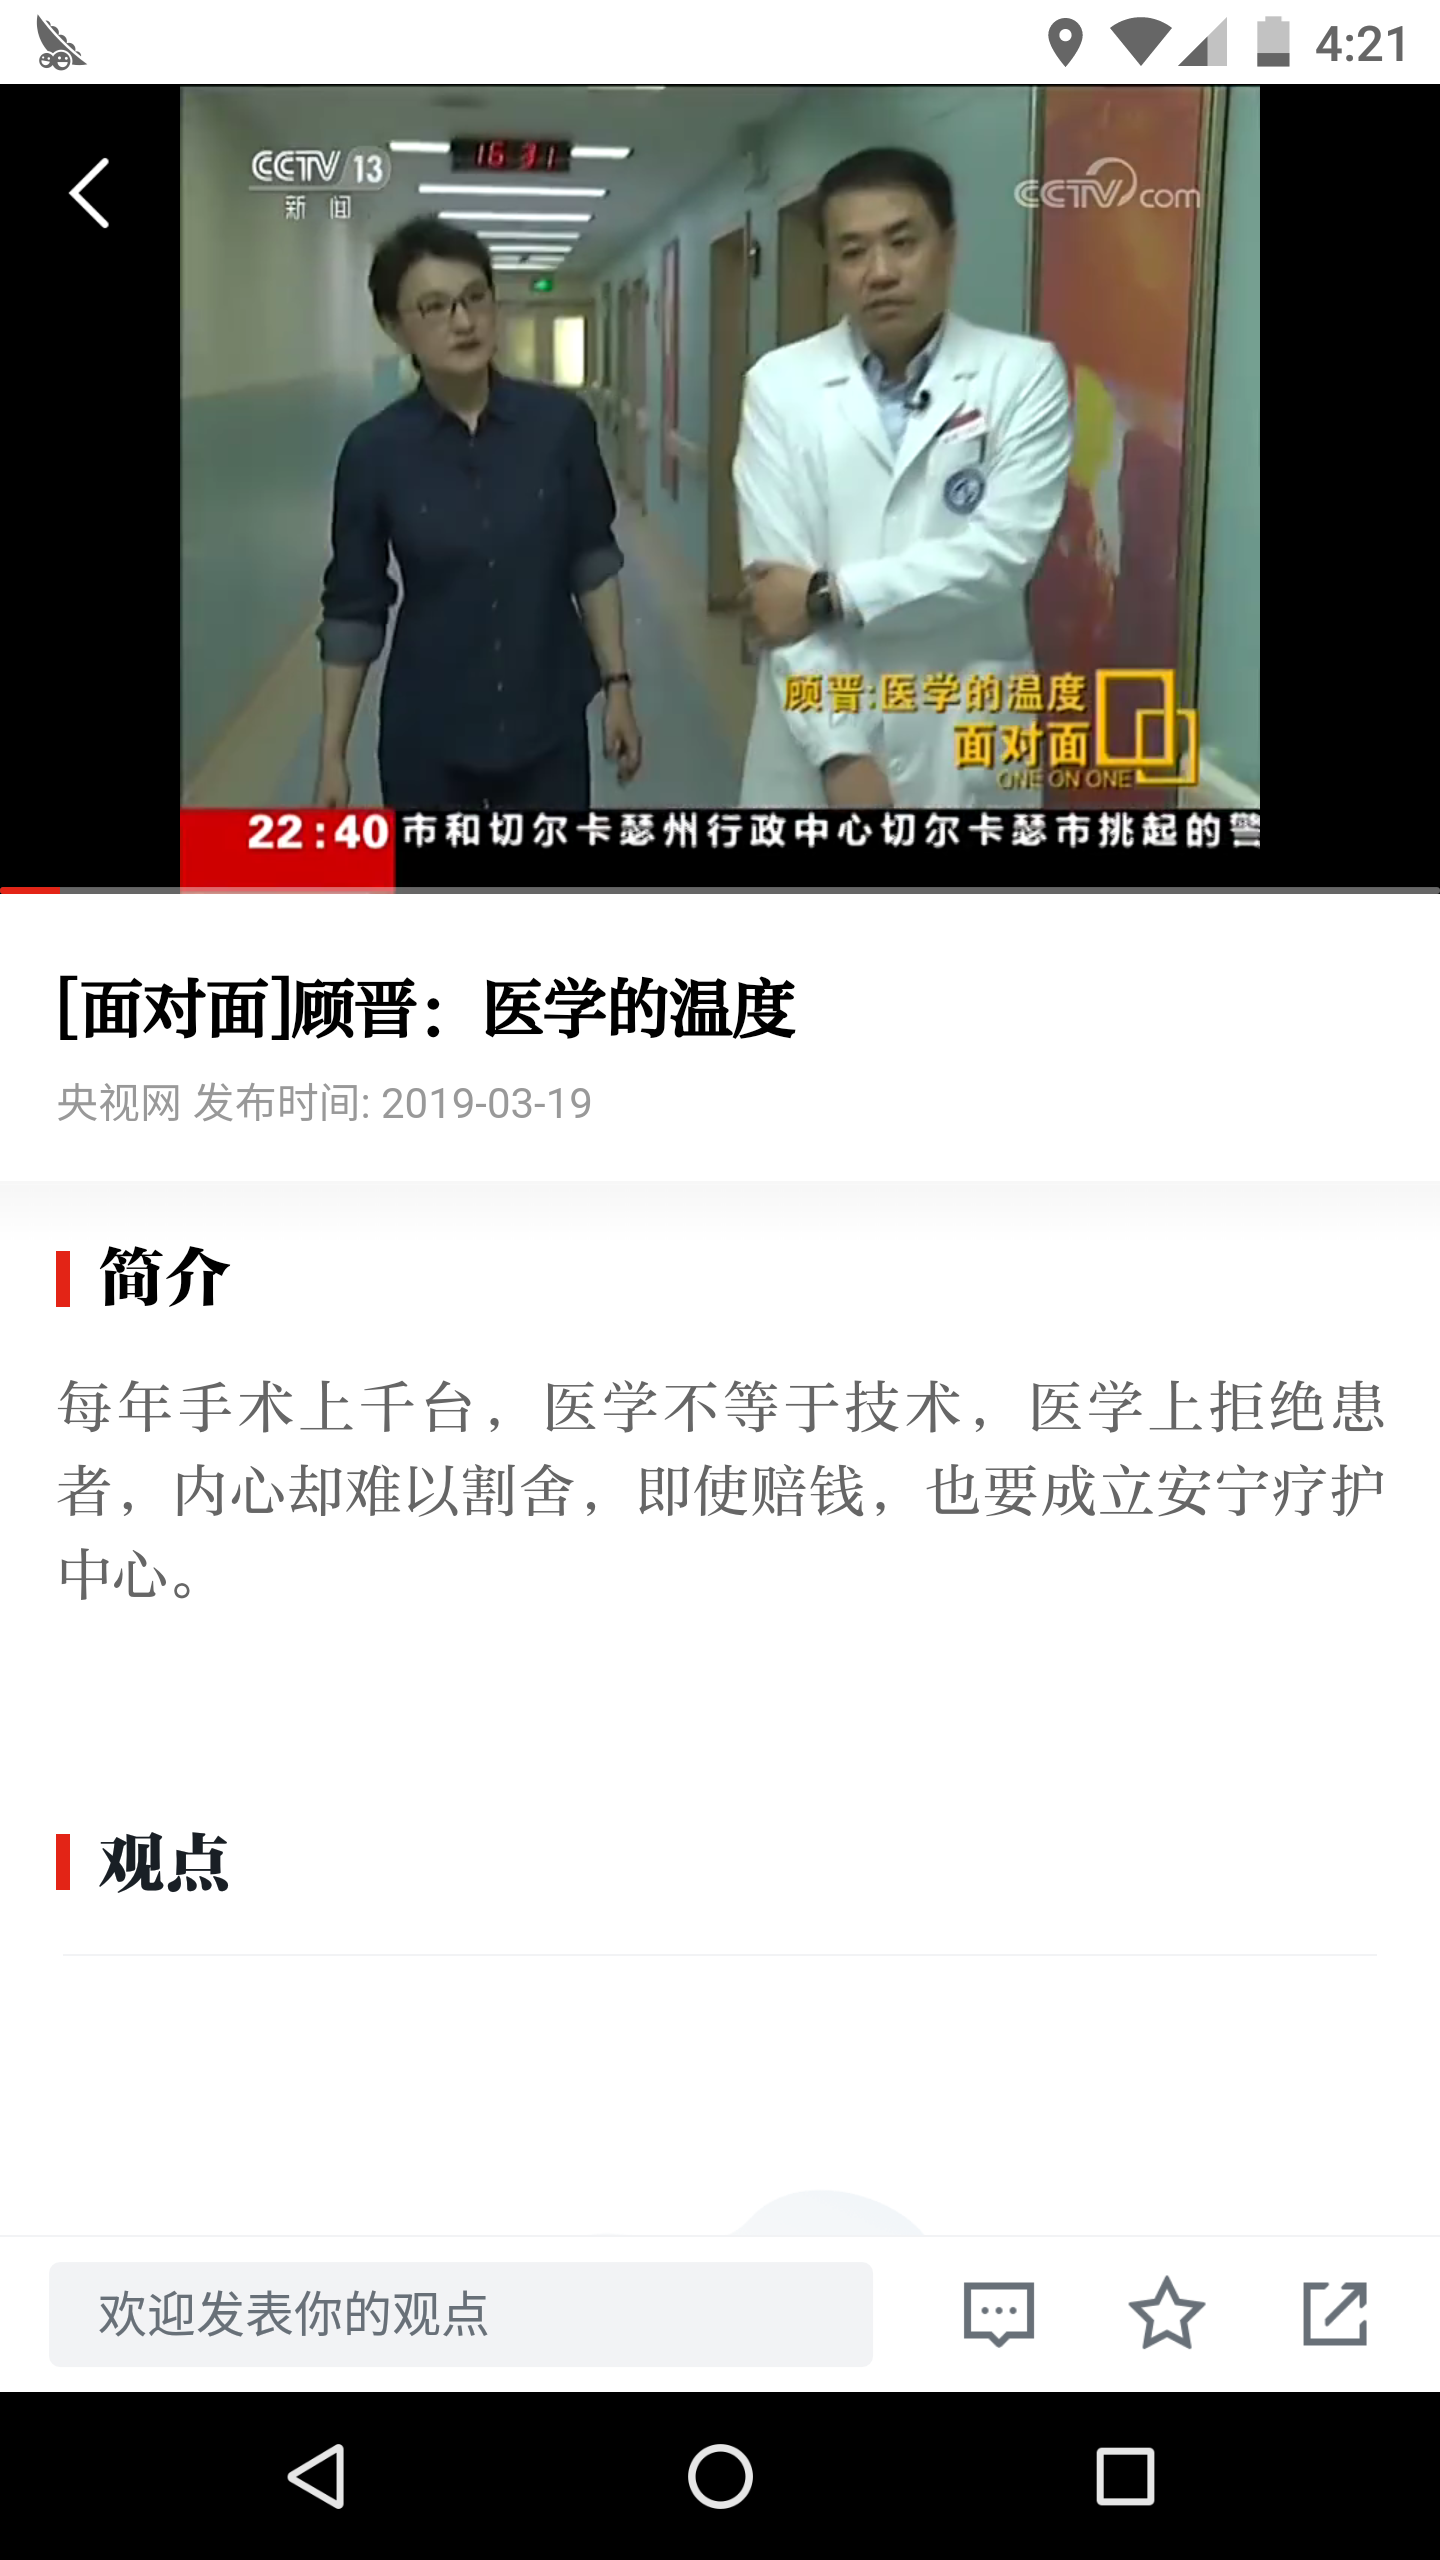 4:21
CCTV 13
新闻
16 31
CCTV.com
顾晋:医学的温度
面对面
ONE ON ONE
22:40 市和切尔卡瑟州行政中心切尔卡瑟市挑起的警
[面对面]顾晋：医学的温度
央视网 发布时间: 2019-03-19
简介
每年手术上千台，医学不等于技术，医学上拒绝患
者，内心却难以割舍，即使赔钱，也要成立安宁疗护
中心。
观点
欢迎发表你的观点